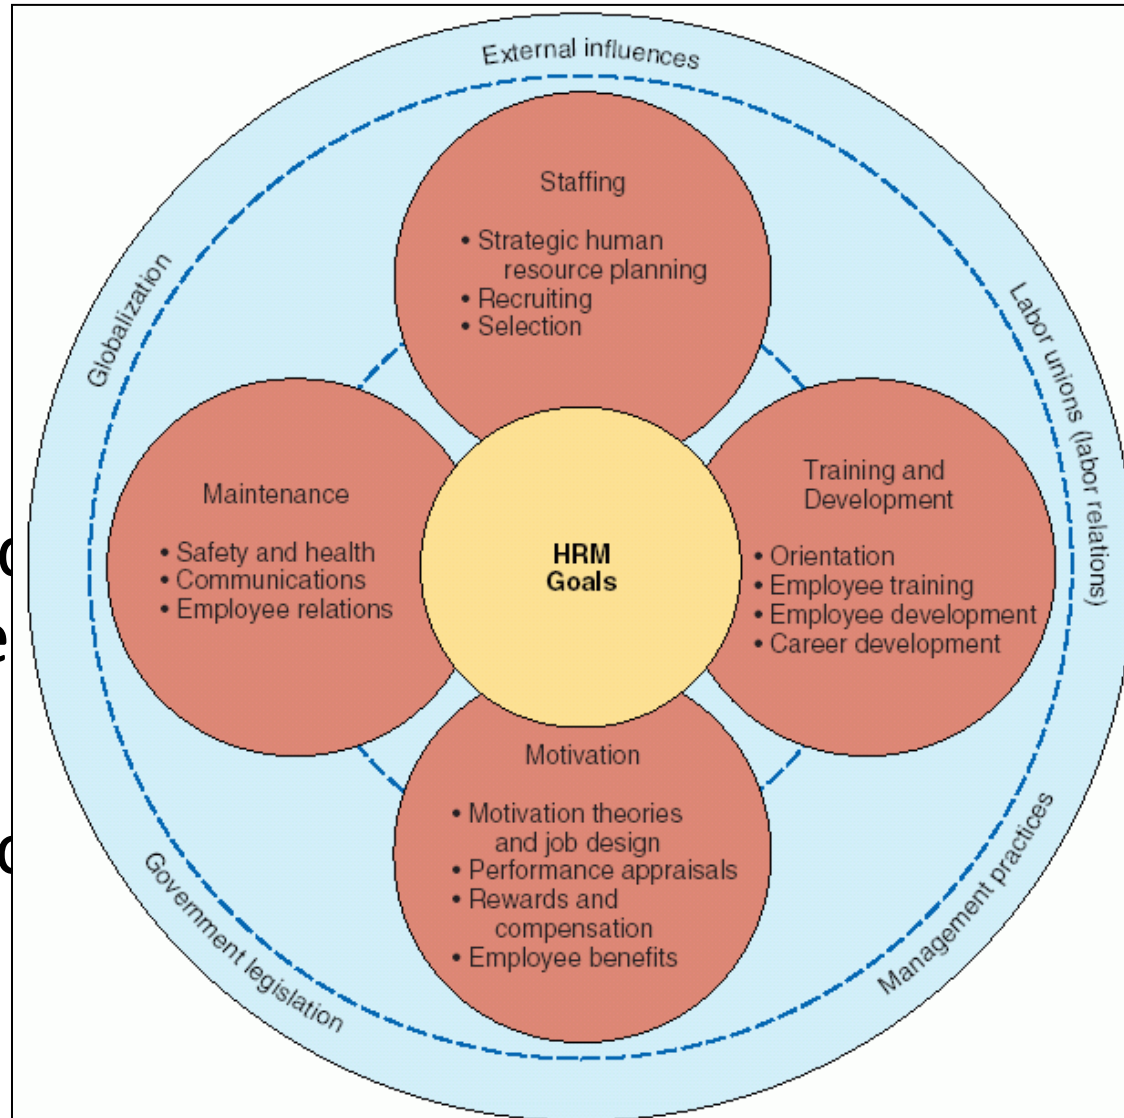 External influences
Staffing
• Strategic human
resource planning
• Recruiting
• Selection
Globalization
Labor unions (labor relations)
Maintenance
• Safety and health
• Communications
• Employee relations
HRM
Goals
Training and
Development
• Orientation
• Employee training
• Employee development
• Career development
Motivation
• Motivation theories
and job design
• Performance appraisals
• Rewards and
compensation
• Employee benefits
Government legislation
Management practices